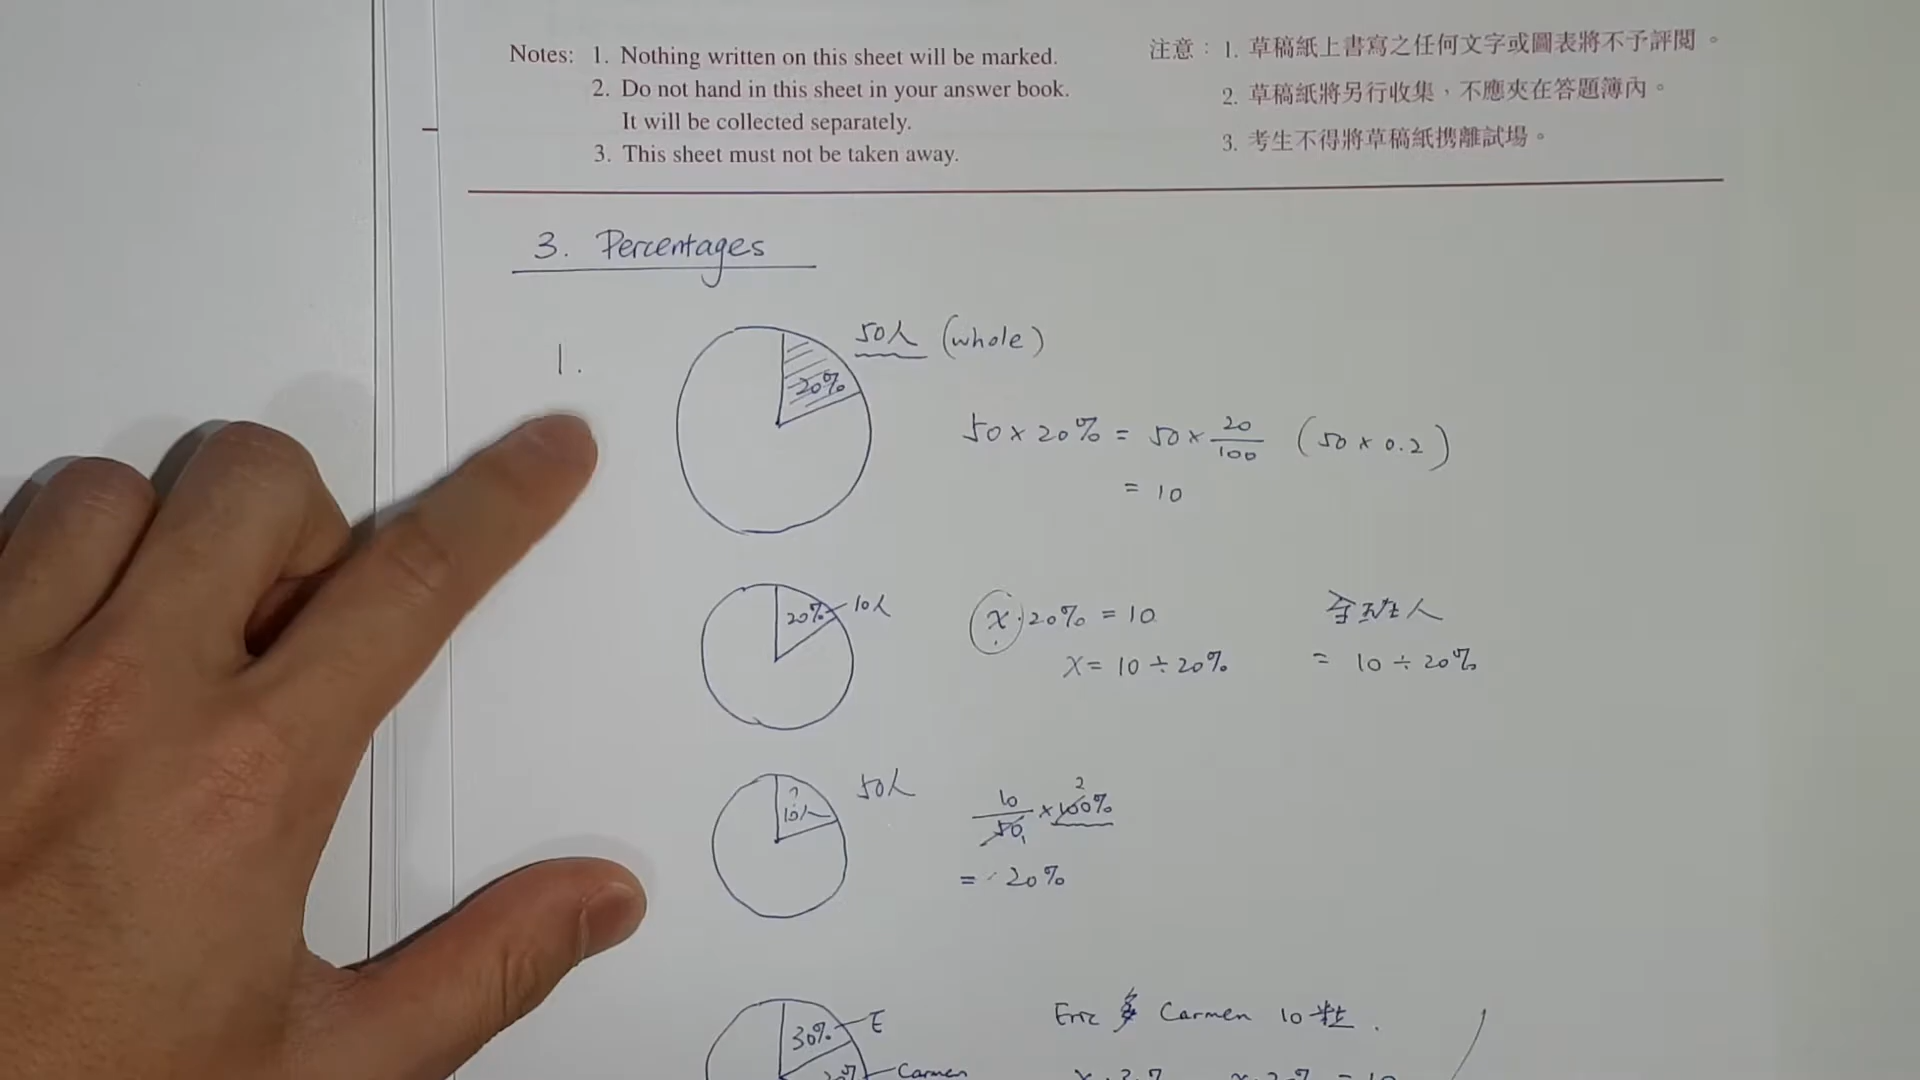 Notes: 1. Nothing written on this sheet will be marked.
2. Do not hand in this sheet in your answer book.
It will be collected separately.
3. This sheet must not be taken away.
注意：1. 草稿紙上書寫之任何文字或圖表將不予評閱。
2. 草稿紙將另行收集，不應夾在答題簿內。
3. 考生不得將草稿紙携離試場。
3. Percentages
1.
50人 (whole)
20%
50 × 20% = 50 × 20/100 (50 × 0.2)
= 10
20% 10人
x · 20% = 10
x = 10 ÷ 20%
全班人
= 10 ÷ 20%
?
10人
50人
10/50 1 × 100% 2
= 20%
30% E
Carmen
Eric 多 Carmen 10粒.